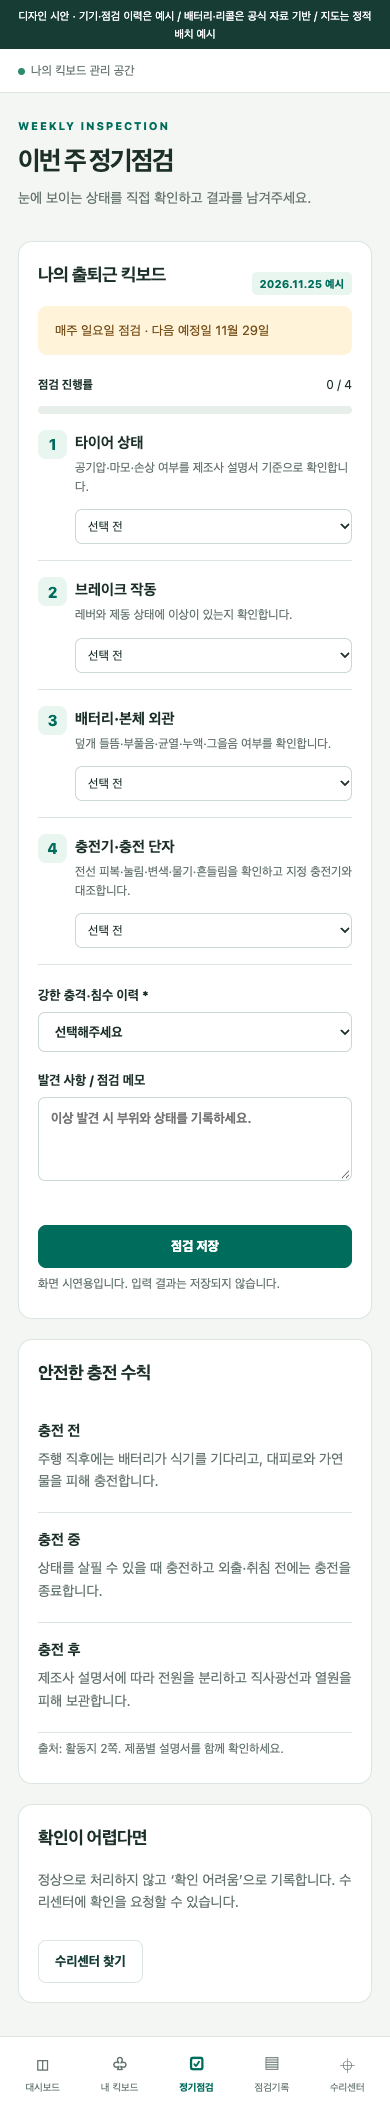 디자인 시안 · 기기·점검 이력은 예시 / 배터리·리콜은 공식 자료 기반 / 지도는 정적
배치 예시
나의 킥보드 관리 공간
WEEKLY INSPECTION
이번 주 정기점검
눈에 보이는 상태를 직접 확인하고 결과를 남겨주세요.
나의 출퇴근 킥보드
2026.11.25 예시
매주 일요일 점검 · 다음 예정일 11월 29일
점검 진행률 0 / 4
1 타이어 상태
공기압·마모·손상 여부를 제조사 설명서 기준으로 확인합니
다.
선택 전
2 브레이크 작동
레버와 제동 상태에 이상이 있는지 확인합니다.
선택 전
3 배터리·본체 외관
덮개 들뜸·부풀음·균열·누액·그을음 여부를 확인합니다.
선택 전
4 충전기·충전 단자
전선 피복·눌림·변색·물기·흔들림을 확인하고 지정 충전기와
대조합니다.
선택 전
강한 충격·침수 이력 *
선택해주세요
발견 사항 / 점검 메모
이상 발견 시 부위와 상태를 기록하세요.
점검 저장
화면 시연용입니다. 입력 결과는 저장되지 않습니다.
안전한 충전 수칙
충전 전
주행 직후에는 배터리가 식기를 기다리고, 대피로와 가연
물을 피해 충전합니다.
충전 중
상태를 살필 수 있을 때 충전하고 외출·취침 전에는 충전을
종료합니다.
충전 후
제조사 설명서에 따라 전원을 분리하고 직사광선과 열원을
피해 보관합니다.
출처: 활동지 2쪽. 제품별 설명서를 함께 확인하세요.
확인이 어렵다면
정상으로 처리하지 않고 ‘확인 어려움’으로 기록합니다. 수
리센터에 확인을 요청할 수 있습니다.
수리센터 찾기
대시보드 내 킥보드 정기점검 점검기록 수리센터